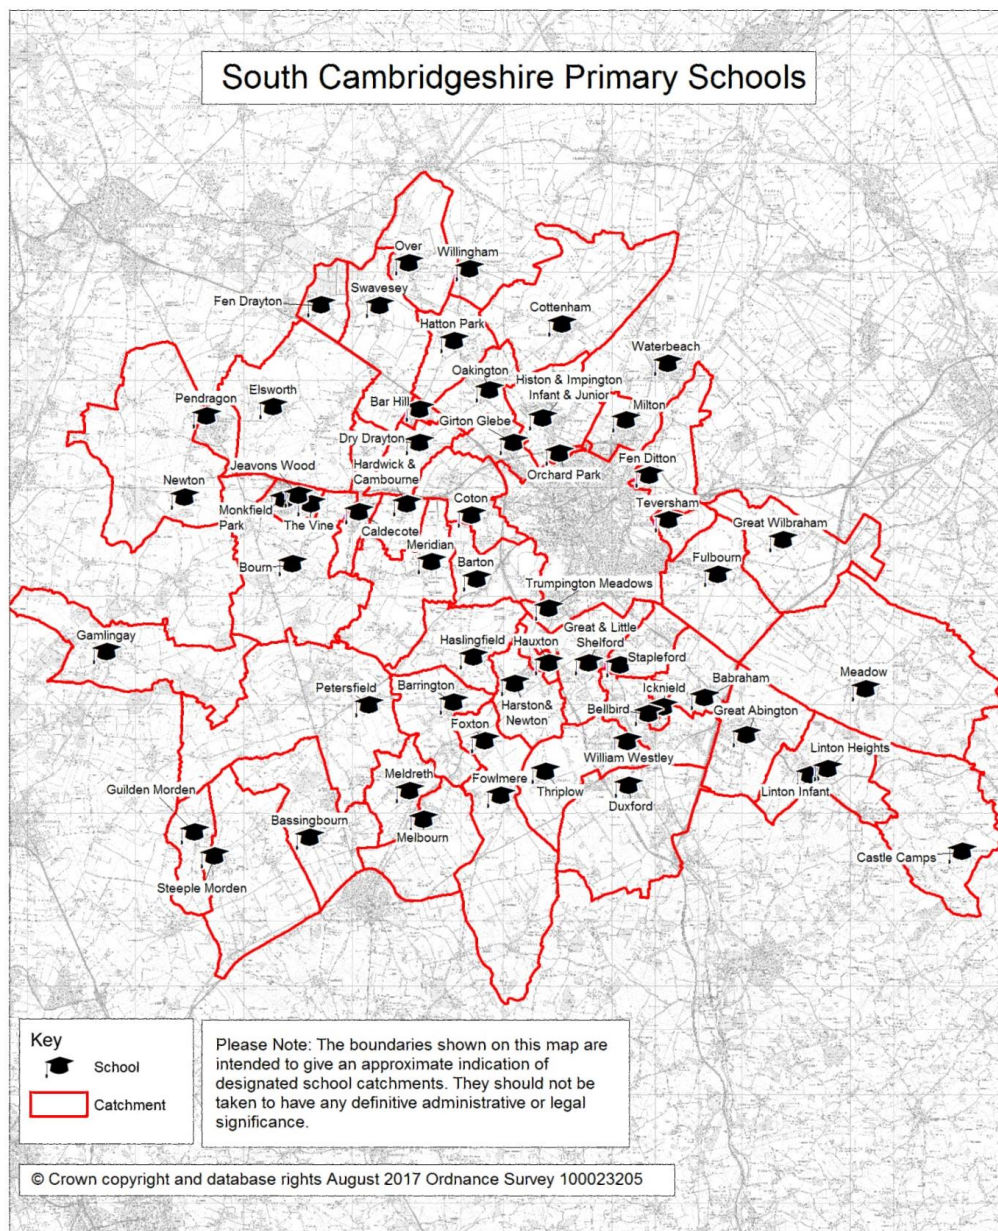 South Cambridgeshire Primary Schools
Over
Willingham
Fen Drayton
Swavesey
Cottenham
Hatton Park
Waterbeach
Oakington
Histon & Impington
Infant & Junior
Elsworth
Pendragon
Bar Hill
Milton
Girton Glebe
Dry Drayton
Orchard Park
Fen Ditton
Jeavons Wood
Hardwick &
Cambourne
Newton
Coton
Teversham
Monkfield
Park
The Vine
Caldecote
Great Wilbraham
Meridian
Bourn
Barton
Fulbourn
Trumpington Meadows
Gamlingay
Haslingfield
Hauxton
Great & Little
Shelford
Stapleford
Meadow
Petersfield
Barrington
Icknield
Babraham
Harston&
Newton
Bellbird
Great Abington
Foxton
William Westley
Linton Heights
Meldreth
Fowlmere
Thriplow
Linton Infant
Guilden Morden
Duxford
Bassingbourn
Melbourn
Castle Camps
Steeple Morden
Key
School
Catchment
Please Note: The boundaries shown on this map are
intended to give an approximate indication of
designated school catchments. They should not be
taken to have any definitive administrative or legal
significance.
© Crown copyright and database rights August 2017 Ordnance Survey 100023205